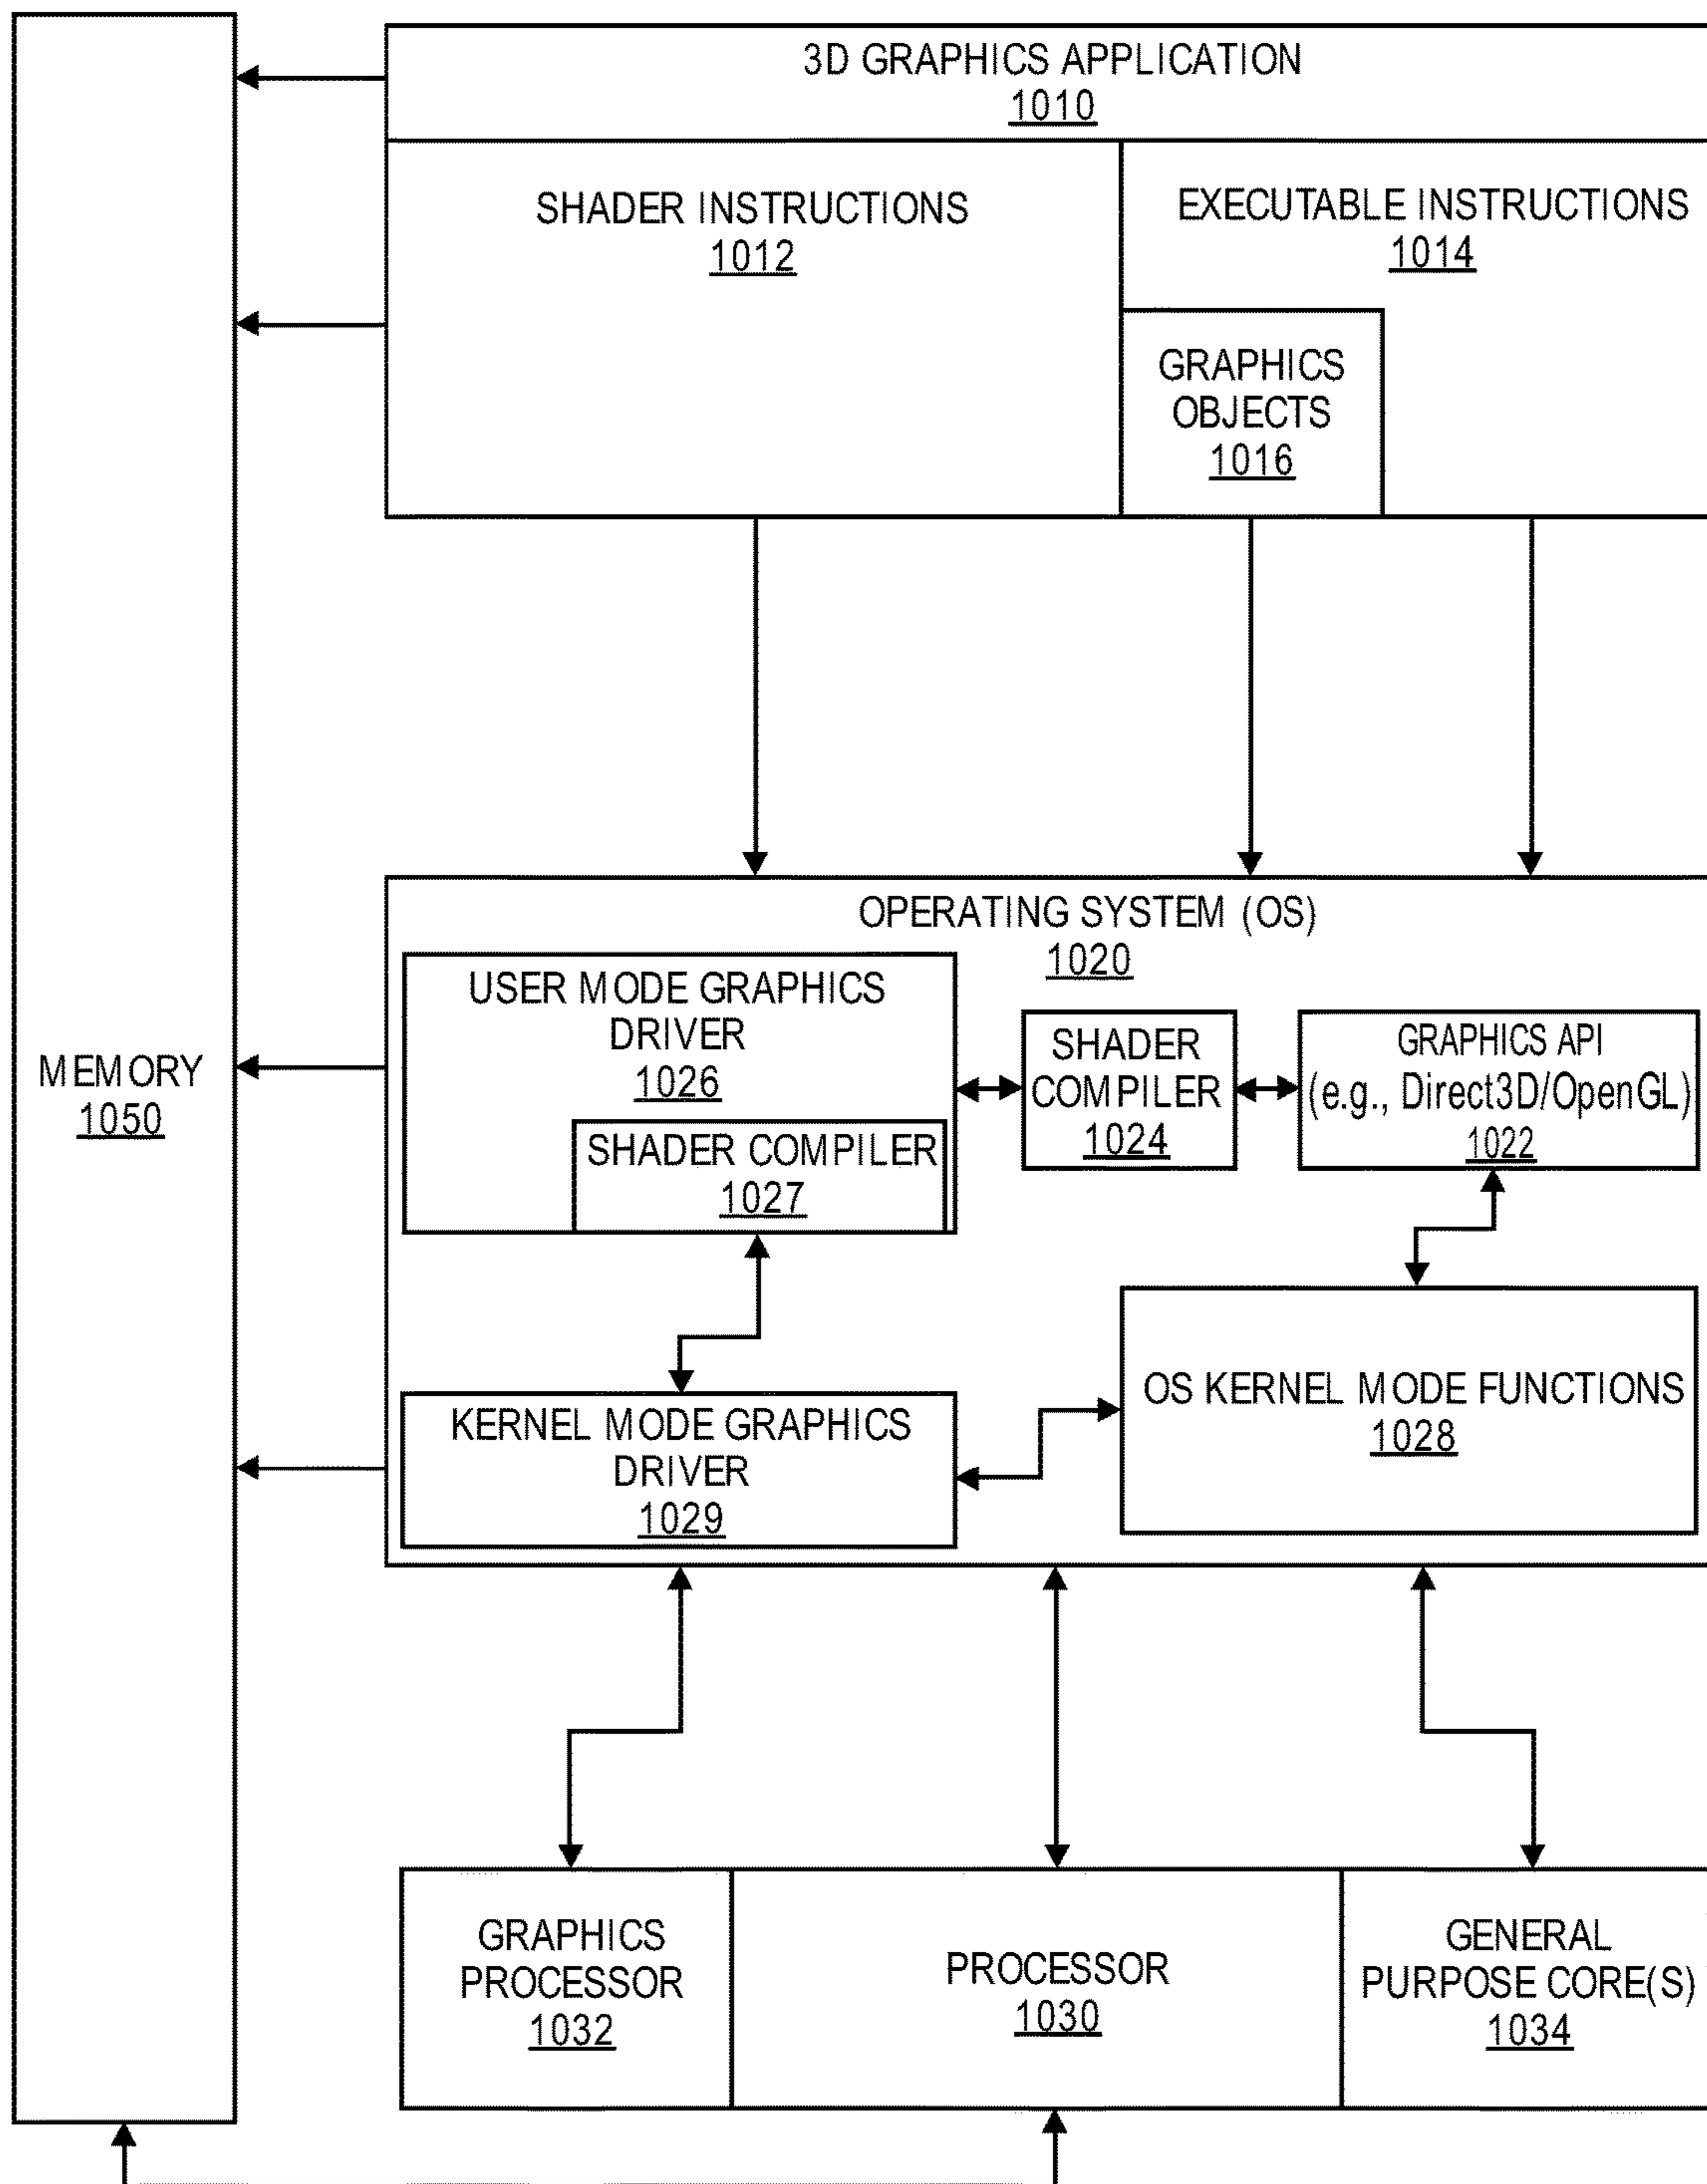 3D GRAPHICS APPLICATION
1010
SHADER INSTRUCTIONS
1012
EXECUTABLE INSTRUCTIONS
1014
GRAPHICS
OBJECTS
1016
OPERATING SYSTEM (OS)
1020
USER MODE GRAPHICS
DRIVER
1026
SHADER COMPILER
1027
SHADER
COMPILER
1024
GRAPHICS API
(e.g., Direct3D/OpenGL)
1022
MEMORY
1050
KERNEL MODE GRAPHICS
DRIVER
1029
OS KERNEL MODE FUNCTIONS
1028
GRAPHICS
PROCESSOR
1032
PROCESSOR
1030
GENERAL
PURPOSE CORE(S)
1034